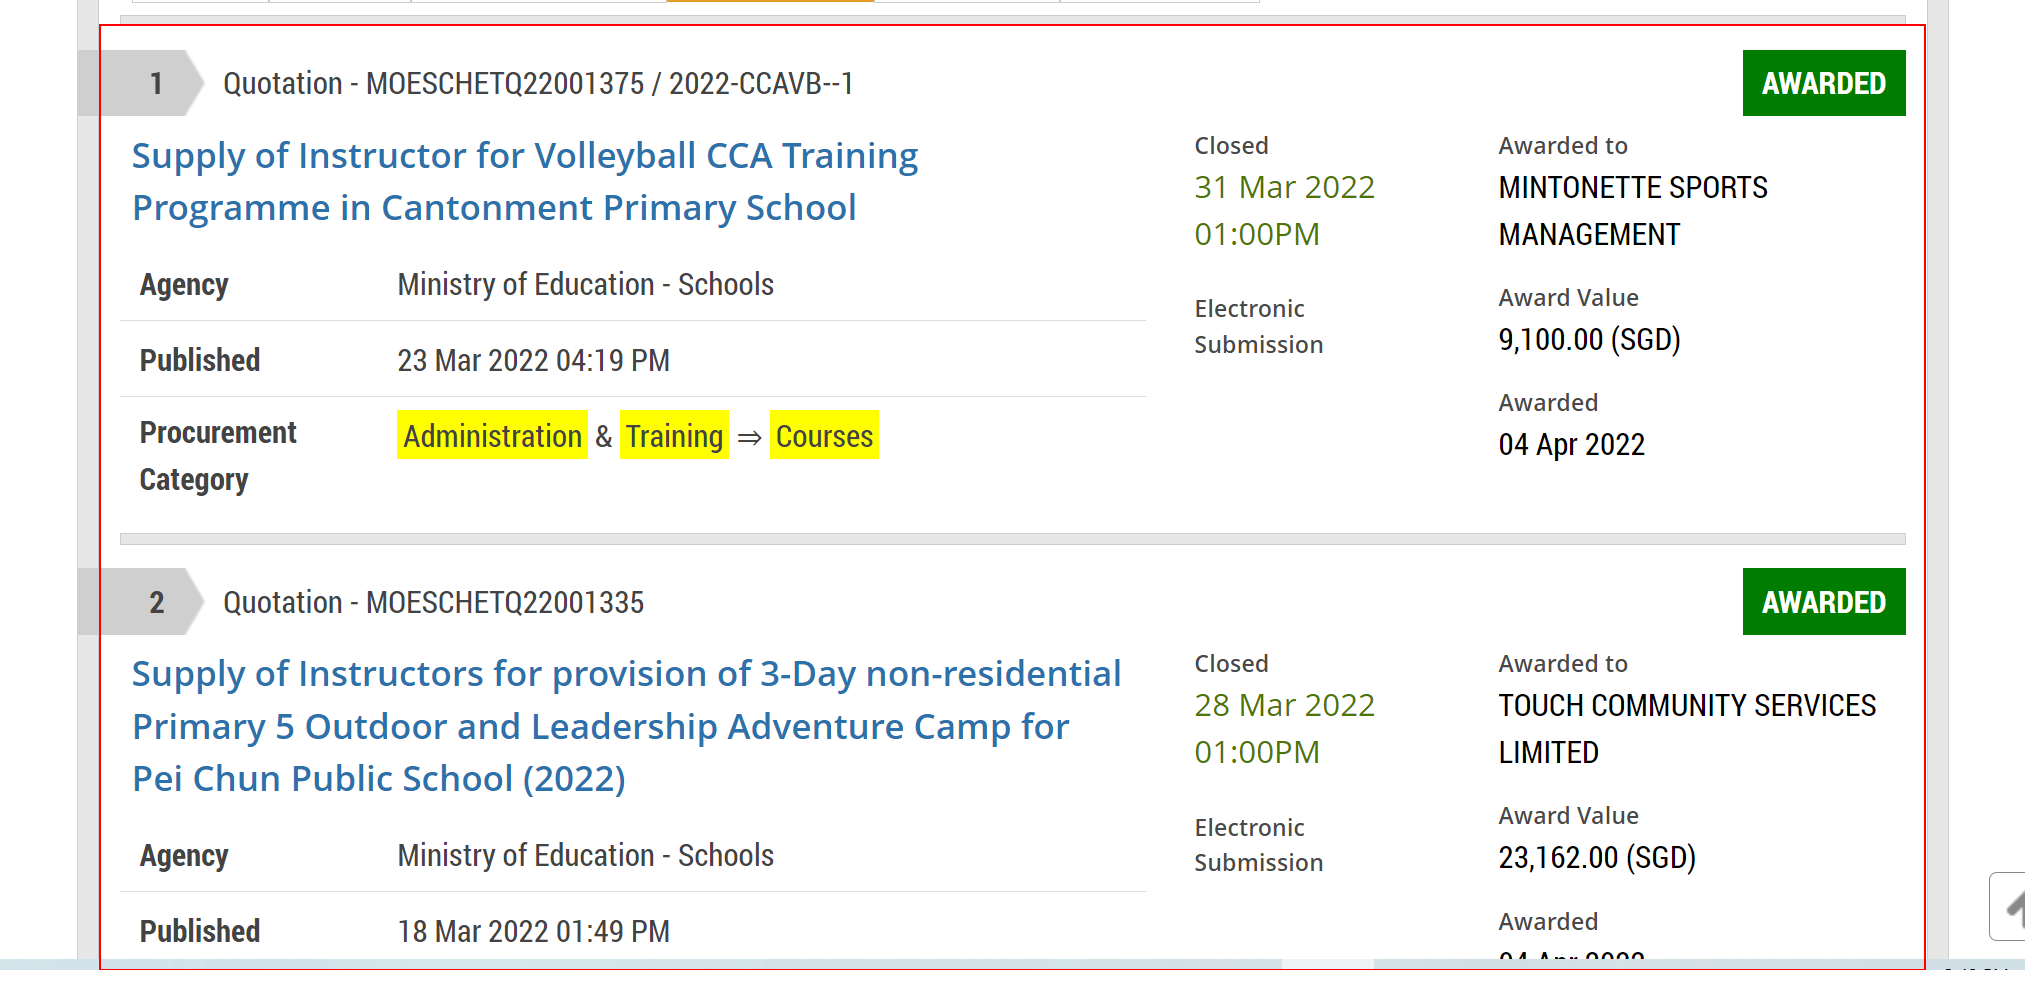 1
Quotation - MOESCHETQ22001375 / 2022-CCAVB--1
AWARDED
Supply of Instructor for Volleyball CCA Training
Programme in Cantonment Primary School
Agency Ministry of Education - Schools
Published 23 Mar 2022 04:19 PM
Procurement
Category
Administration & Training ⇒ Courses
Closed
31 Mar 2022
01:00PM
Electronic
Submission
Awarded to
MINTONETTE SPORTS
MANAGEMENT
Award Value
9,100.00 (SGD)
Awarded
04 Apr 2022
2
Quotation - MOESCHETQ22001335
AWARDED
Supply of Instructors for provision of 3-Day non-residential
Primary 5 Outdoor and Leadership Adventure Camp for
Pei Chun Public School (2022)
Agency Ministry of Education - Schools
Published 18 Mar 2022 01:49 PM
Closed
28 Mar 2022
01:00PM
Electronic
Submission
Awarded to
TOUCH COMMUNITY SERVICES
LIMITED
Award Value
23,162.00 (SGD)
Awarded
04 Apr 2022